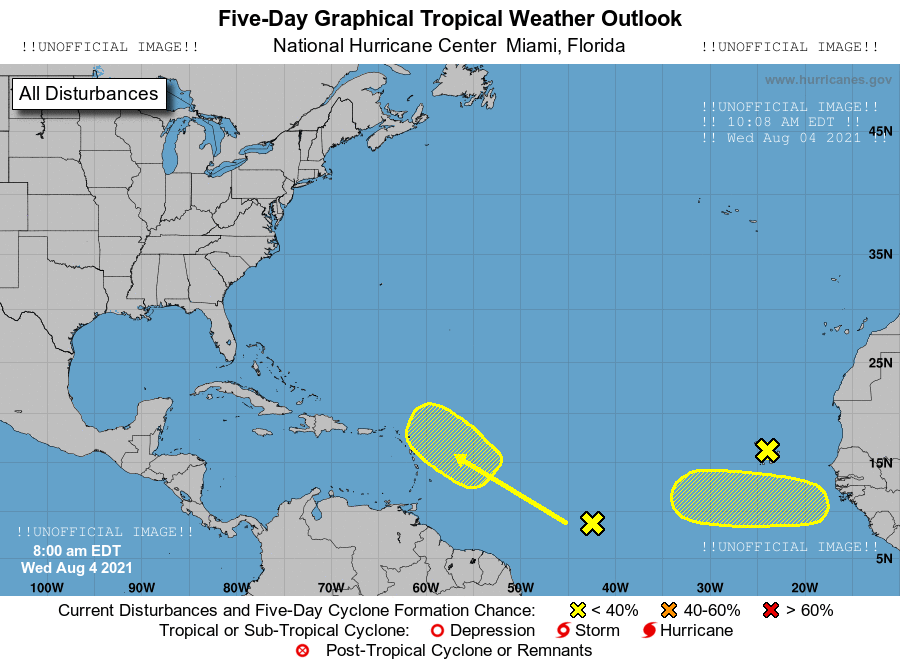 Five-Day Graphical Tropical Weather Outlook
!!UNOFFICIAL IMAGE!! National Hurricane Center Miami, Florida !!UNOFFICIAL IMAGE!!
All Disturbances
www.hurricanes.gov
!!UNOFFICIAL IMAGE!!
!! 10:08 AM EDT !!
!! Wed Aug 04 2021 !!
45N
35N
25N
15N
!!UNOFFICIAL IMAGE!!
8:00 am EDT
Wed Aug 4 2021
!!UNOFFICIAL IMAGE!!
5N
100W 90W 80W 70W 60W 50W 40W 30W 20W
Current Disturbances and Five-Day Cyclone Formation Chance: < 40% 40-60% > 60%
Tropical or Sub-Tropical Cyclone: Depression Storm Hurricane
Post-Tropical Cyclone or Remnants